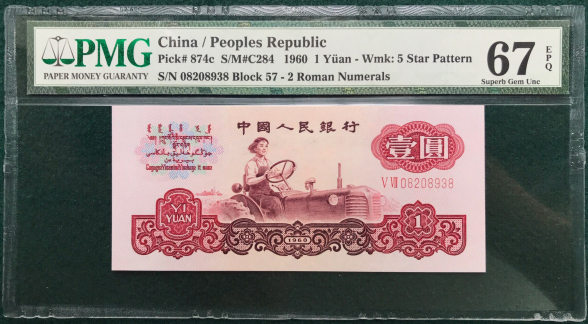 PMG
PAPER MONEY GUARANTY
China / Peoples Republic
Pick# 874c S/M#C284 1960 1 Yüan - Wmk: 5 Star Pattern
S/N 08208938 Block 57 - 2 Roman Numerals
67 EPQ
Superb Gem Unc
中國人民銀行
壹圓
V VII 08208938
YI
YUAN
1960
1